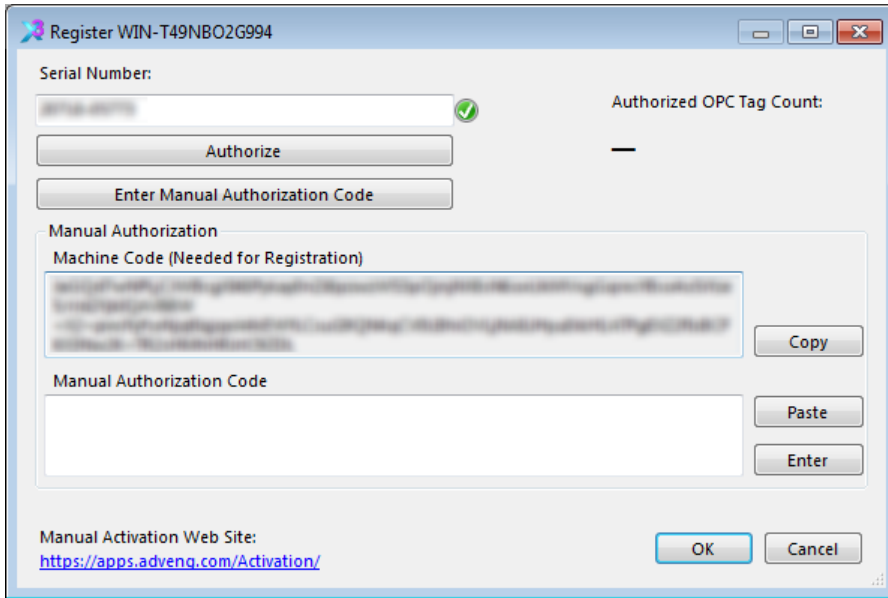 Register WIN-T49NBO2G994
Serial Number:
Authorized OPC Tag Count:
—
Authorize
Enter Manual Authorization Code
Manual Authorization
Machine Code (Needed for Registration)
Copy
Manual Authorization Code
Paste
Enter
Manual Activation Web Site:
https://apps.adveng.com/Activation/
OK
Cancel